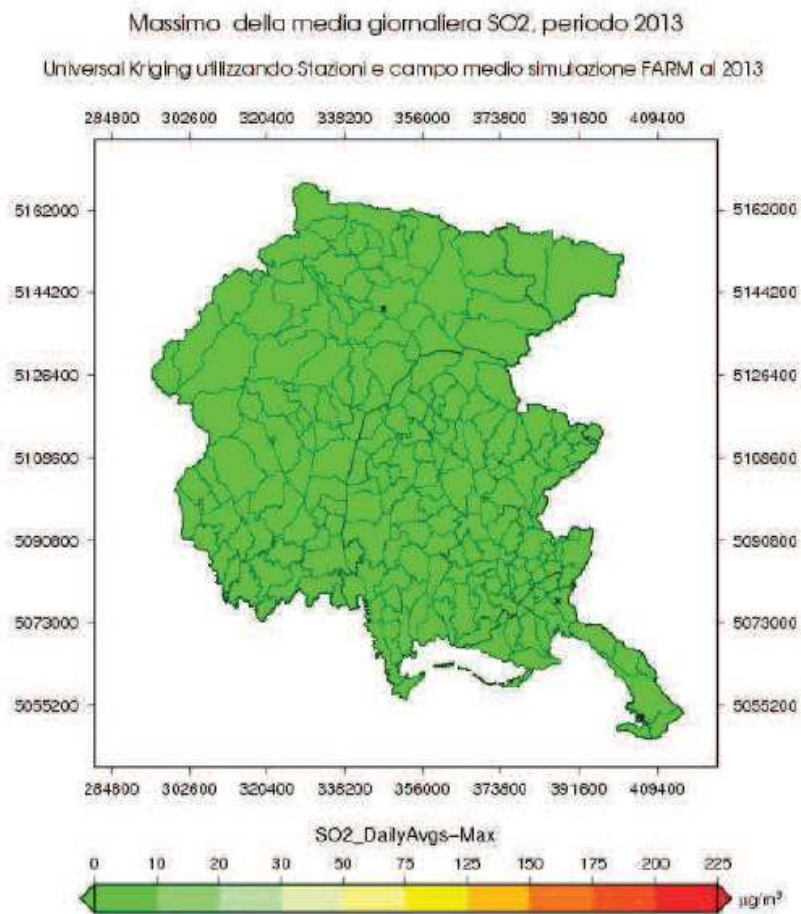 Massimo della media giornaliera SO2, periodo 2013
Universal Kriging utilizzando Stazioni e campo medio simulazione FARM al 2013
284800 302600 320400 338200 356000 373800 391600 409400
5162000 5162000
5144200 5144200
5126400 5126400
5108600 5108600
5090800 5090800
5073000 5073000
5055200 5055200
284800 302600 320400 338200 356000 373800 391600 409400
SO2_DailyAvgs-Max
0 10 20 30 50 75 125 150 175 200 225
µg/m³